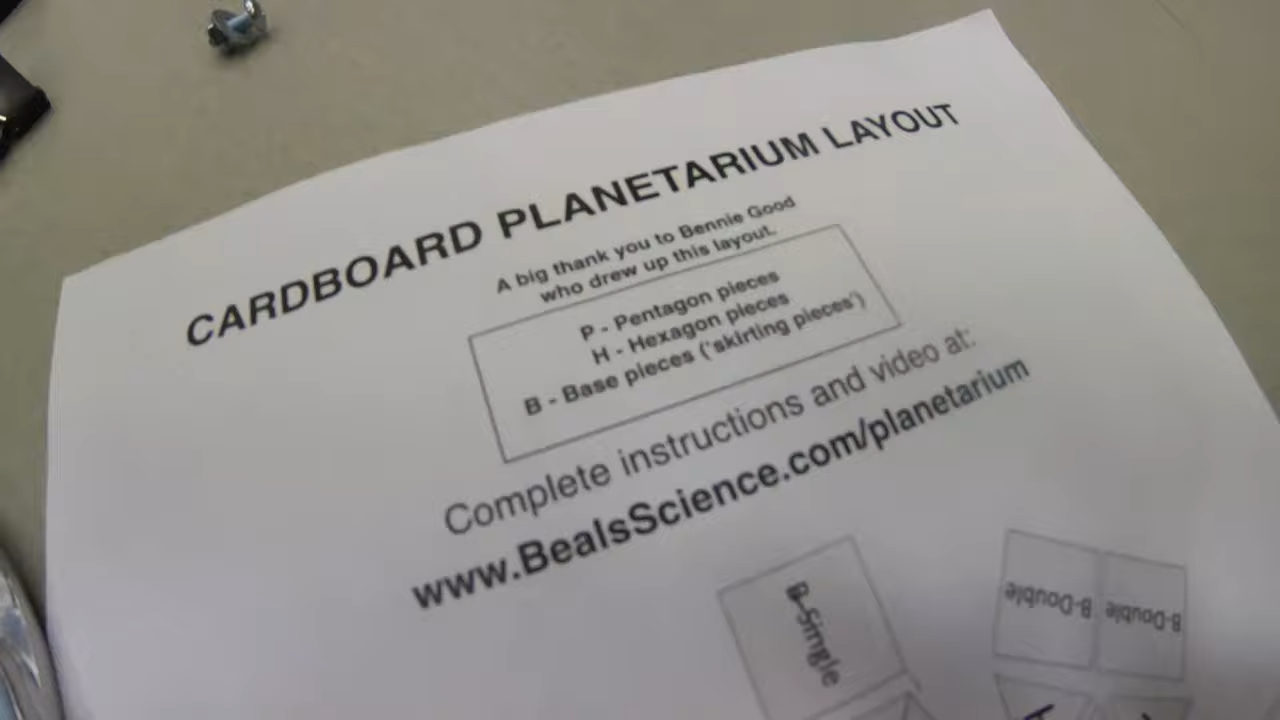 CARDBOARD PLANETARIUM LAYOUT
A big thank you to Bennie Good
who drew up this layout.
P - Pentagon pieces
H - Hexagon pieces
B - Base pieces ('skirting pieces')
Complete instructions and video at:
www.BealsScience.com/planetarium
B-Single
B-Double
B-Double